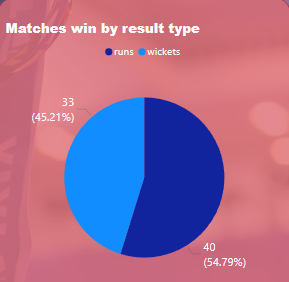 Matches win by result type
runs wickets
33
(45.21%)
40
(54.79%)